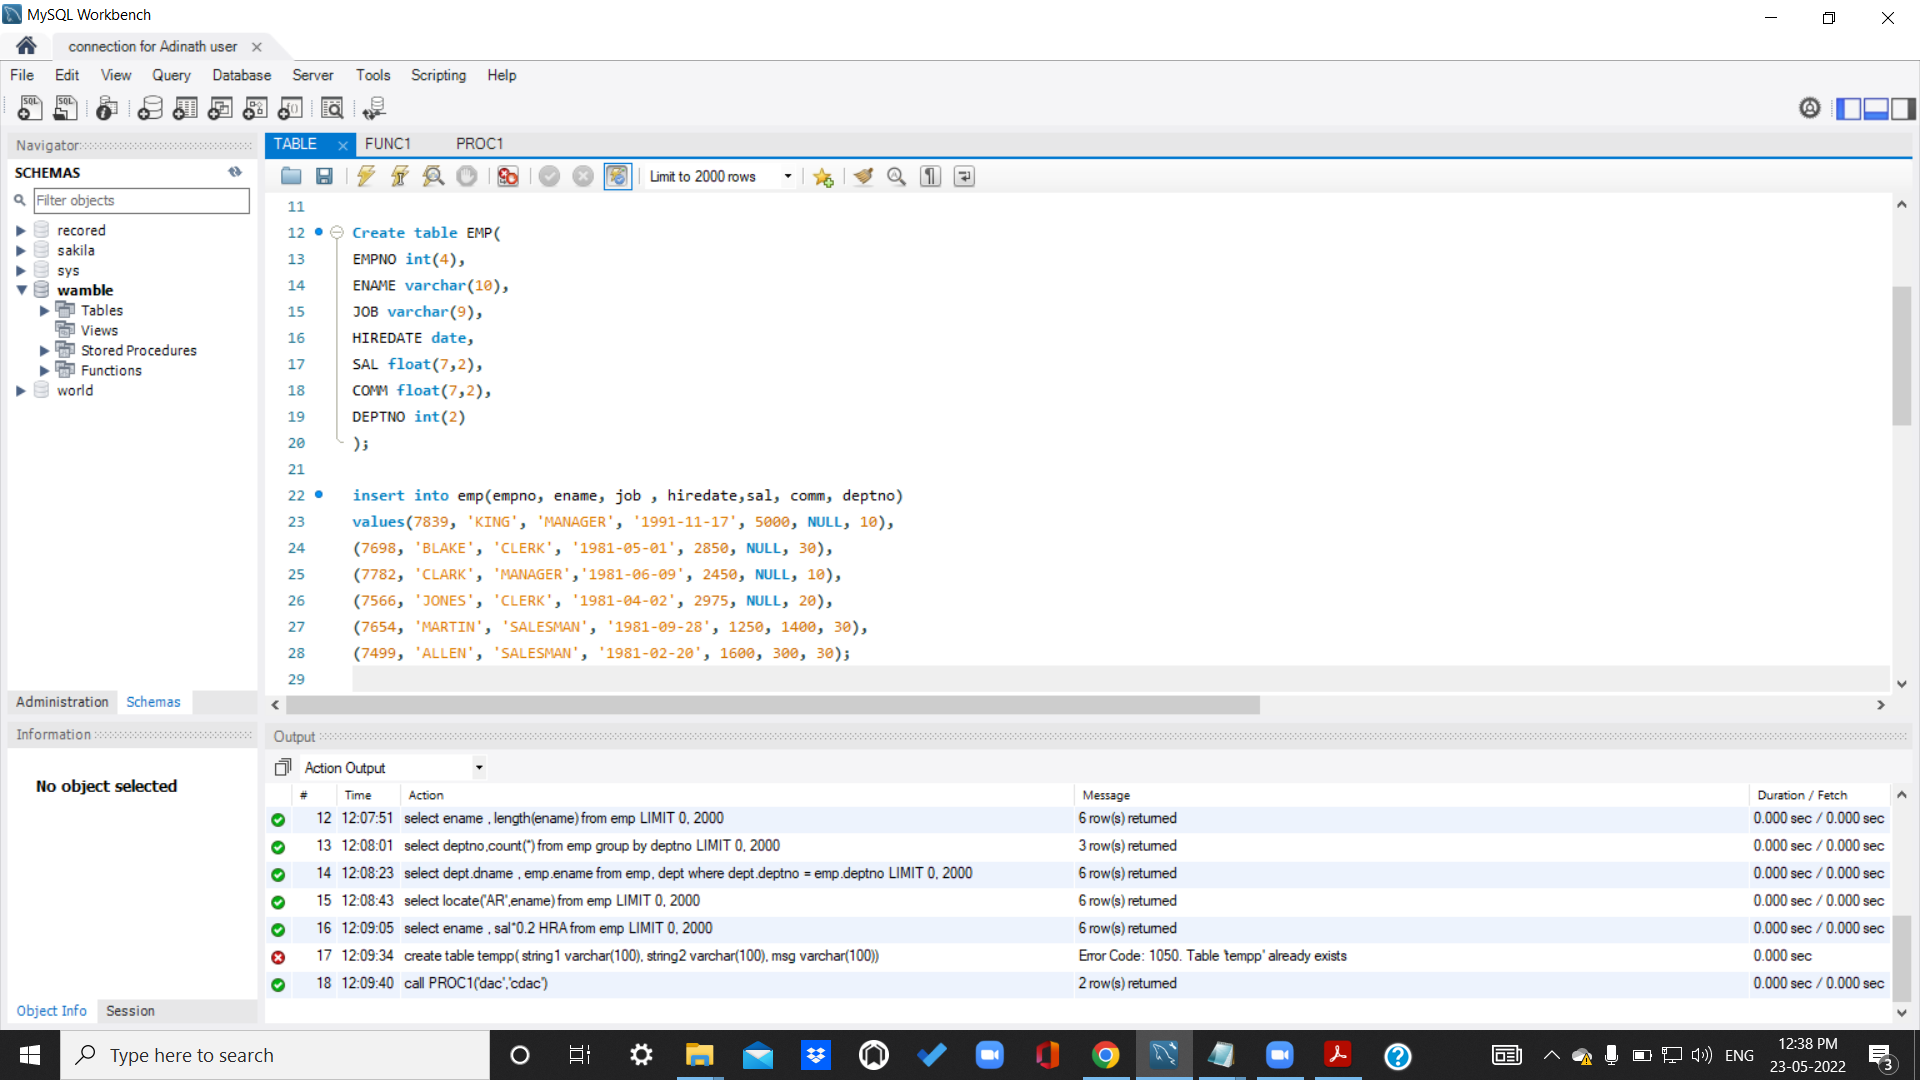 MySQL Workbench
connection for Adinath user
File Edit View Query Database Server Tools Scripting Help
Navigator
SCHEMAS
Filter objects
recored
sakila
sys
wamble
Tables
Views
Stored Procedures
Functions
world
Administration Schemas
Information
No object selected
Object Info Session
TABLE FUNC1 PROC1
Limit to 2000 rows
11
12 Create table EMP(
13 EMPNO int(4),
14 ENAME varchar(10),
15 JOB varchar(9),
16 HIREDATE date,
17 SAL float(7,2),
18 COMM float(7,2),
19 DEPTNO int(2)
20 );
21
22 insert into emp(empno, ename, job , hiredate,sal, comm, deptno)
23 values(7839, 'KING', 'MANAGER', '1991-11-17', 5000, NULL, 10),
24 (7698, 'BLAKE', 'CLERK', '1981-05-01', 2850, NULL, 30),
25 (7782, 'CLARK', 'MANAGER','1981-06-09', 2450, NULL, 10),
26 (7566, 'JONES', 'CLERK', '1981-04-02', 2975, NULL, 20),
27 (7654, 'MARTIN', 'SALESMAN', '1981-09-28', 1250, 1400, 30),
28 (7499, 'ALLEN', 'SALESMAN', '1981-02-20', 1600, 300, 30);
29
Output
Action Output
# Time Action Message Duration / Fetch
12 12:07:51 select ename , length(ename) from emp LIMIT 0, 2000 6 row(s) returned 0.000 sec / 0.000 sec
13 12:08:01 select deptno,count(*) from emp group by deptno LIMIT 0, 2000 3 row(s) returned 0.000 sec / 0.000 sec
14 12:08:23 select dept.dname , emp.ename from emp, dept where dept.deptno = emp.deptno LIMIT 0, 2000 6 row(s) returned 0.000 sec / 0.000 sec
15 12:08:43 select locate('AR',ename) from emp LIMIT 0, 2000 6 row(s) returned 0.000 sec / 0.000 sec
16 12:09:05 select ename , sal*0.2 HRA from emp LIMIT 0, 2000 6 row(s) returned 0.000 sec / 0.000 sec
17 12:09:34 create table tempp( string1 varchar(100), string2 varchar(100), msg varchar(100)) Error Code: 1050. Table 'tempp' already exists 0.000 sec
18 12:09:40 call PROC1('dac','cdac') 2 row(s) returned 0.000 sec / 0.000 sec
Type here to search
ENG
12:38 PM
23-05-2022
3